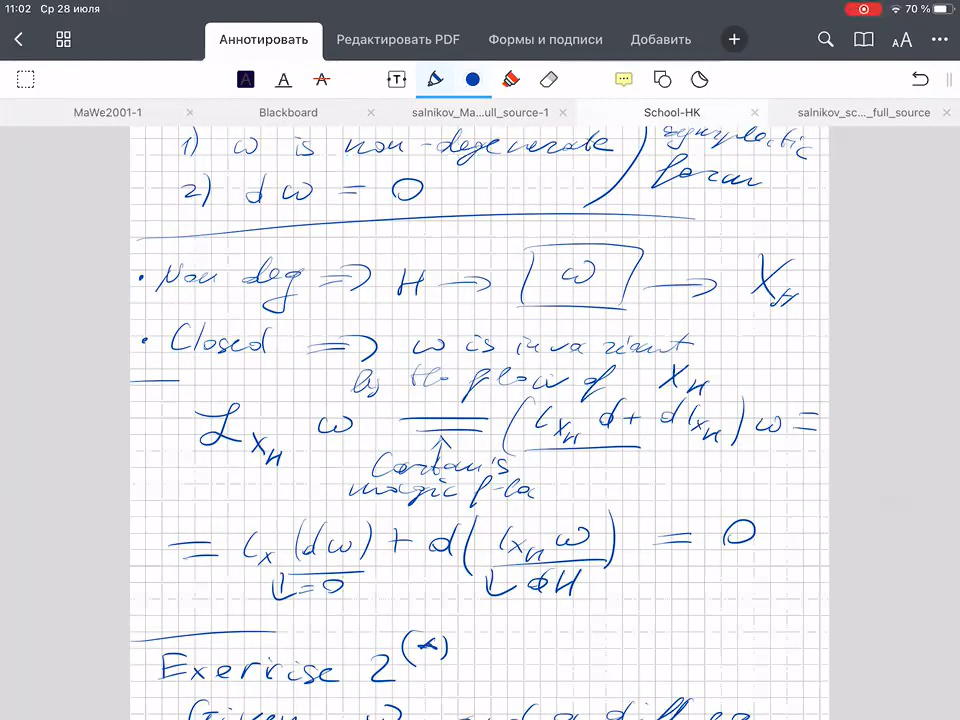 11:02 Ср 28 июля
70 %
Аннотировать Редактировать PDF Формы и подписи Добавить
MaWe2001-1 Blackboard salnikov_Ma...ull_source-1 School-HK salnikov_sc..._full_source
1) ω is non-degenerate symplectic
2) dω = 0 form
• Non deg ⇒ H → ω → X_H
• Closed ⇒ ω is invariant
by the flow of X_H
ℒ_{X_H} ω = (ι_{X_H} d + dι_{X_H}) ω =
Cartan's
magic f-la
= ι_X (dω) + d(ι_{X_H} ω) = 0
= 0 dH
Exercise 2^{(*)}
Given ω and a